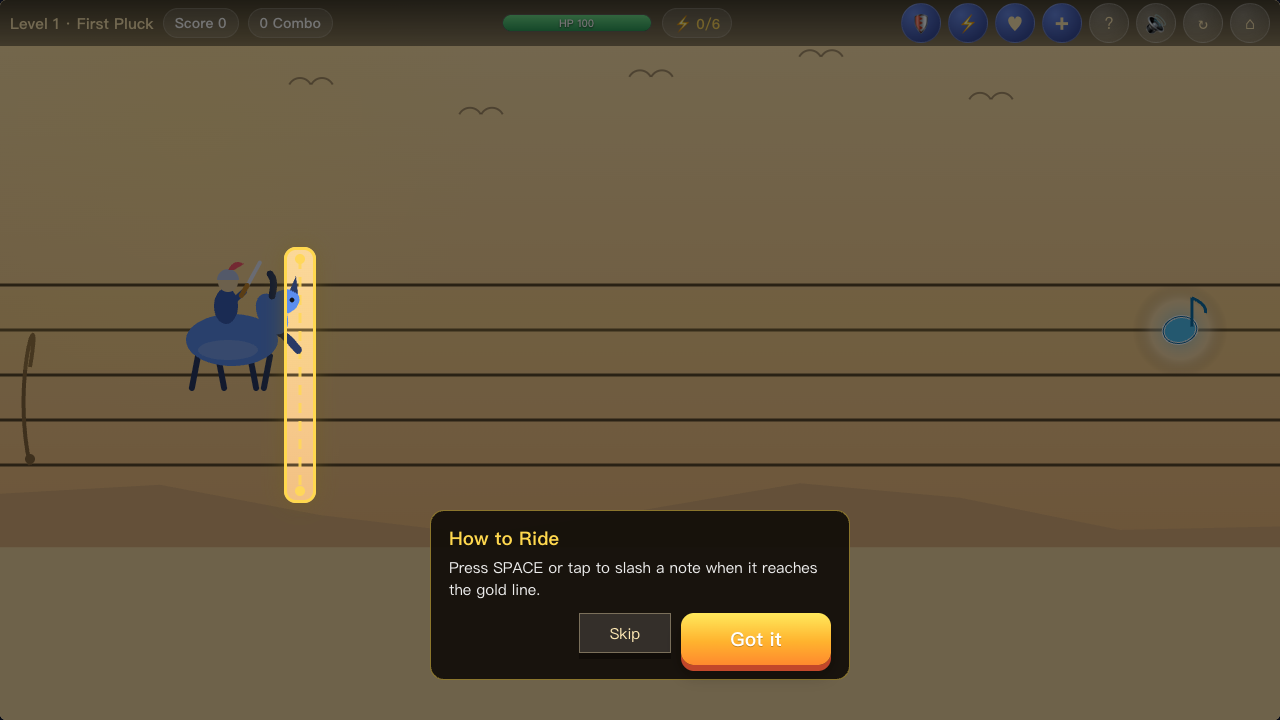 Level 1 · First Pluck
Score 0
0 Combo
HP 100
⚡ 0/6
?
How to Ride
Press SPACE or tap to slash a note when it reaches
the gold line.
Skip
Got it